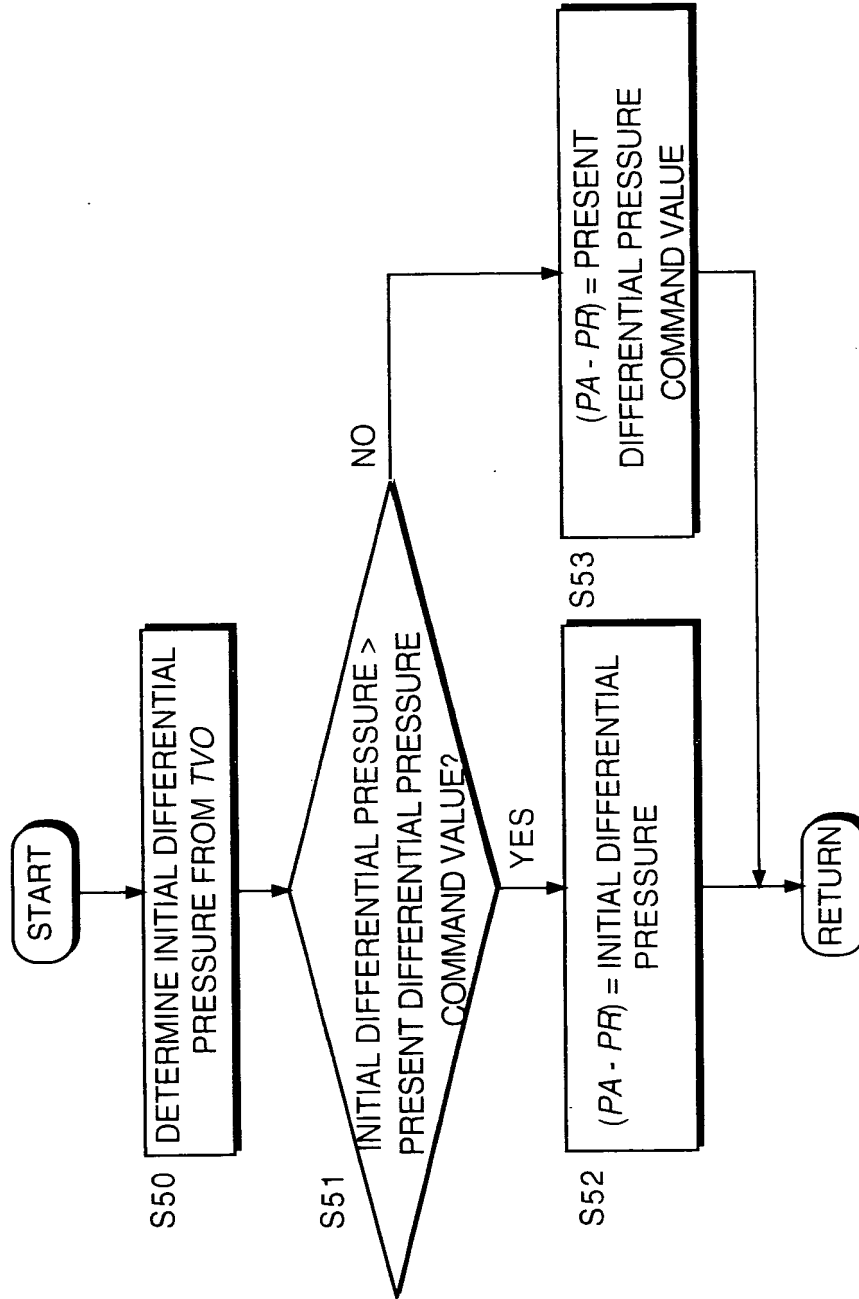 START
S50
DETERMINE INITIAL DIFFERENTIAL
PRESSURE FROM TVO
S51
INITIAL DIFFERENTIAL PRESSURE >
PRESENT DIFFERENTIAL PRESSURE
COMMAND VALUE?
NO
YES
S52
(PA - PR) = INITIAL DIFFERENTIAL
PRESSURE
S53
(PA - PR) = PRESENT
DIFFERENTIAL PRESSURE
COMMAND VALUE
RETURN